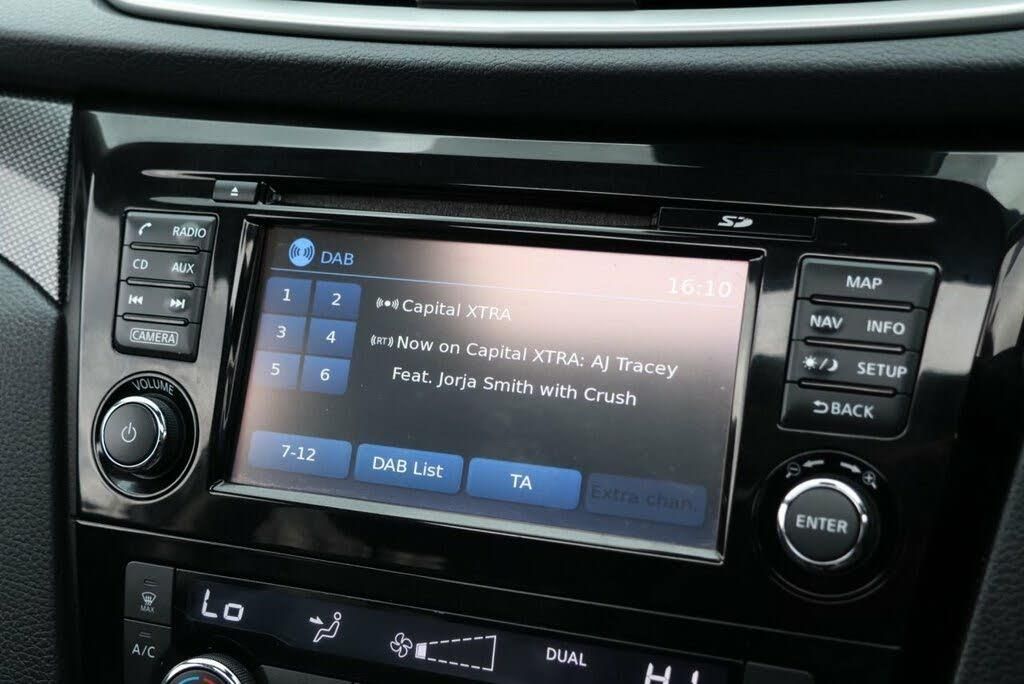 SD
RADIO
CD AUX
CAMERA
VOLUME
DAB
16:10
1 2
3 4
5 6
Capital XTRA
(RT) Now on Capital XTRA: AJ Tracey
Feat. Jorja Smith with Crush
7-12
DAB List
TA
Extra chan.
MAP
NAV INFO
SETUP
BACK
ENTER
MAX
A/C
Lo
DUAL
HI